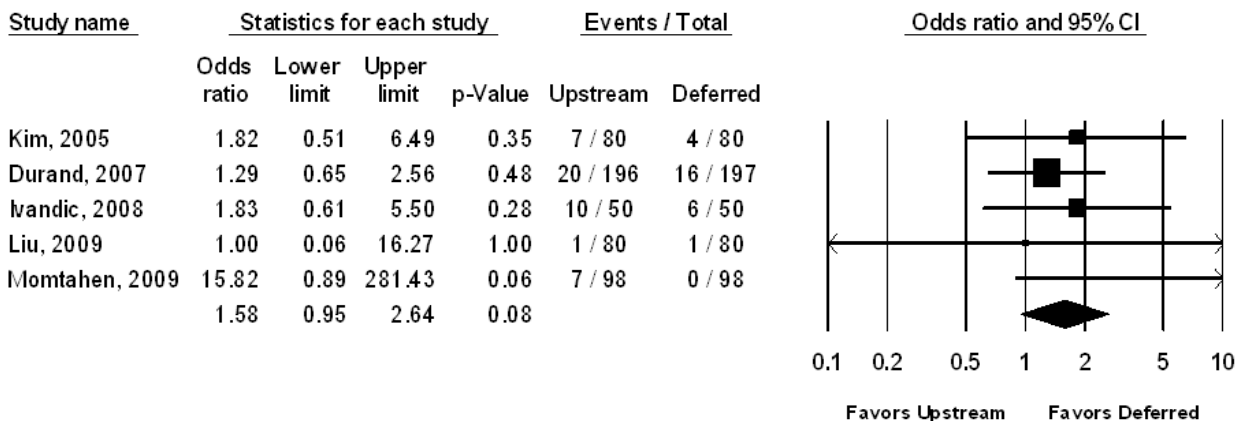 Study name Statistics for each study Events / Total Odds ratio and 95% CI
Odds Lower Upper
ratio limit limit p-Value Upstream Deferred
Kim, 2005 1.82 0.51 6.49 0.35 7 / 80 4 / 80
Durand, 2007 1.29 0.65 2.56 0.48 20 / 196 16 / 197
Ivandic, 2008 1.83 0.61 5.50 0.28 10 / 50 6 / 50
Liu, 2009 1.00 0.06 16.27 1.00 1 / 80 1 / 80
Momtahen, 2009 15.82 0.89 281.43 0.06 7 / 98 0 / 98
1.58 0.95 2.64 0.08
0.1 0.2 0.5 1 2 5 10
Favors Upstream Favors Deferred